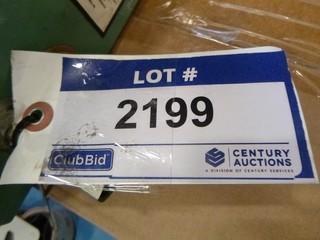 LOT #
2199
ClubBid
CENTURY
AUCTIONS
A DIVISION OF CENTURY SERVICES